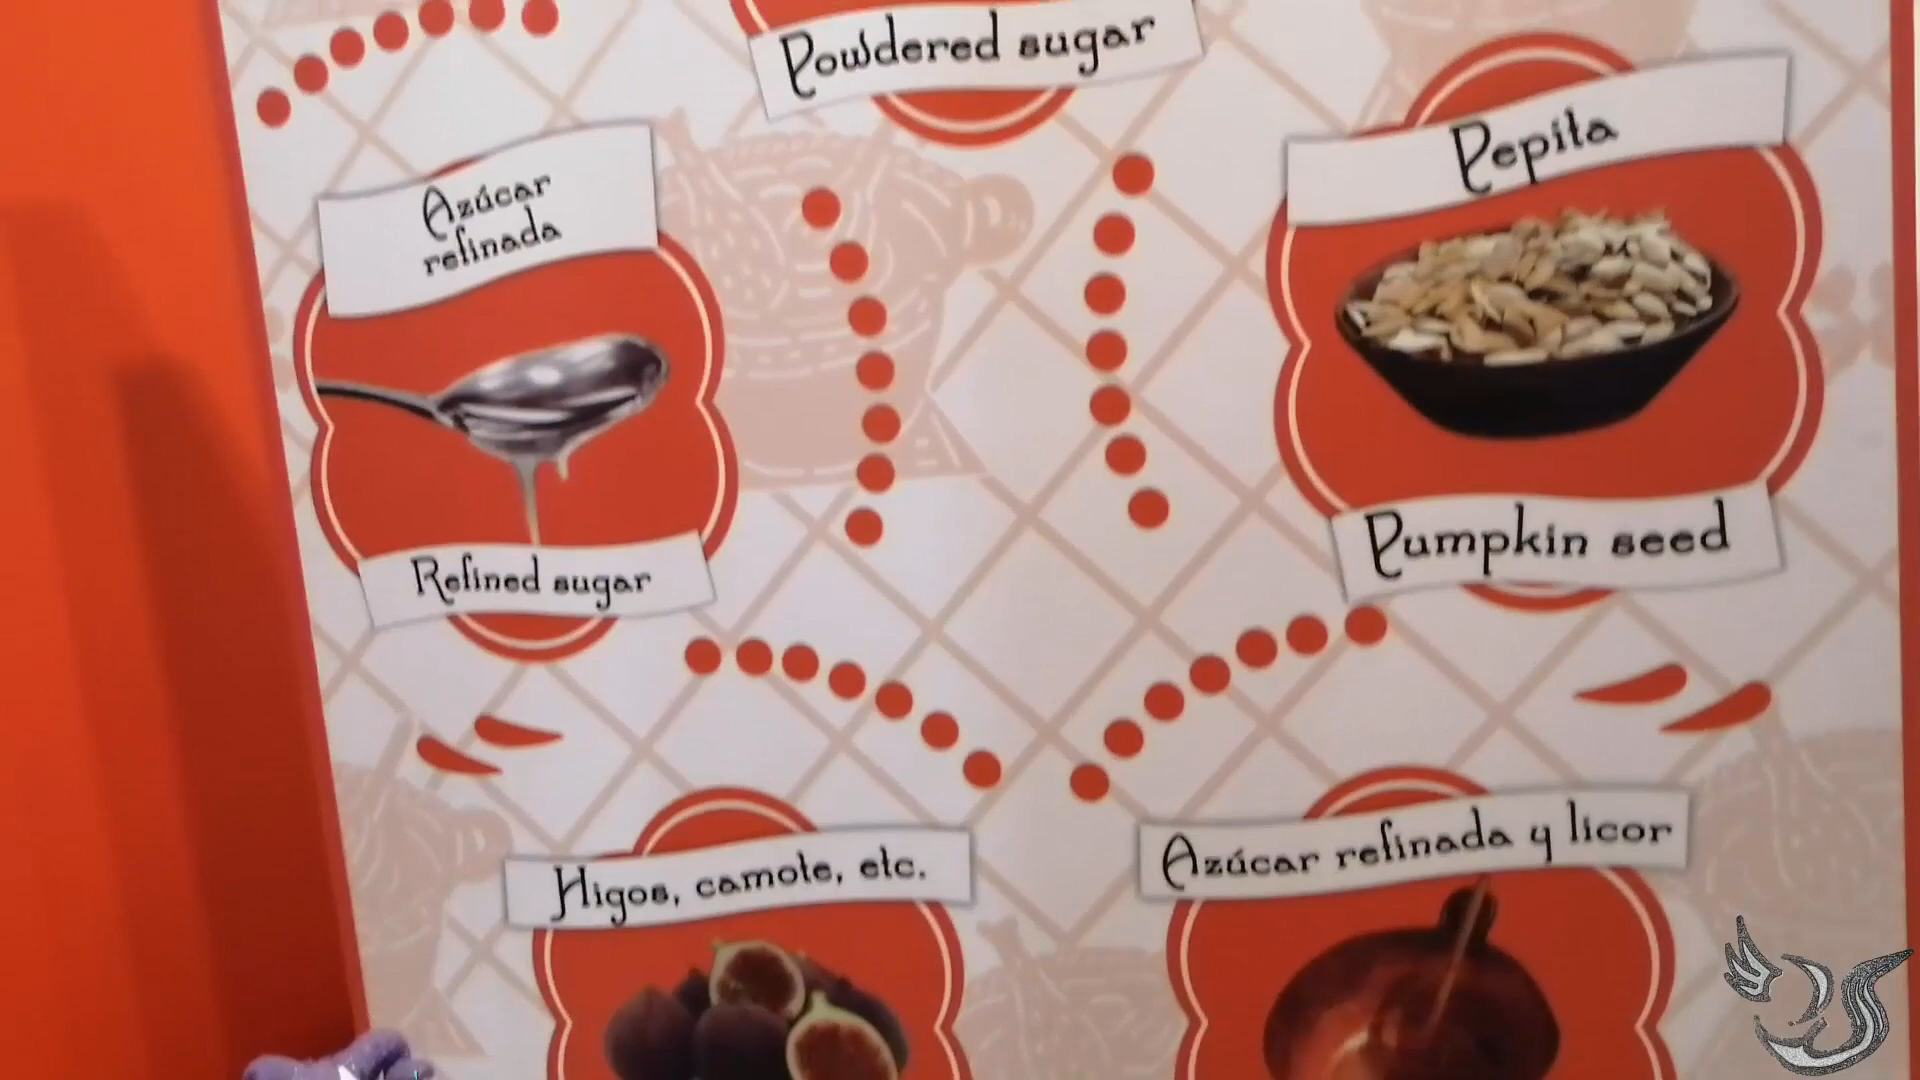 Powdered sugar
Pepita
Azúcar
refinada
Pumpkin seed
Refined sugar
Azúcar refinada y licor
Higos, camote, etc.